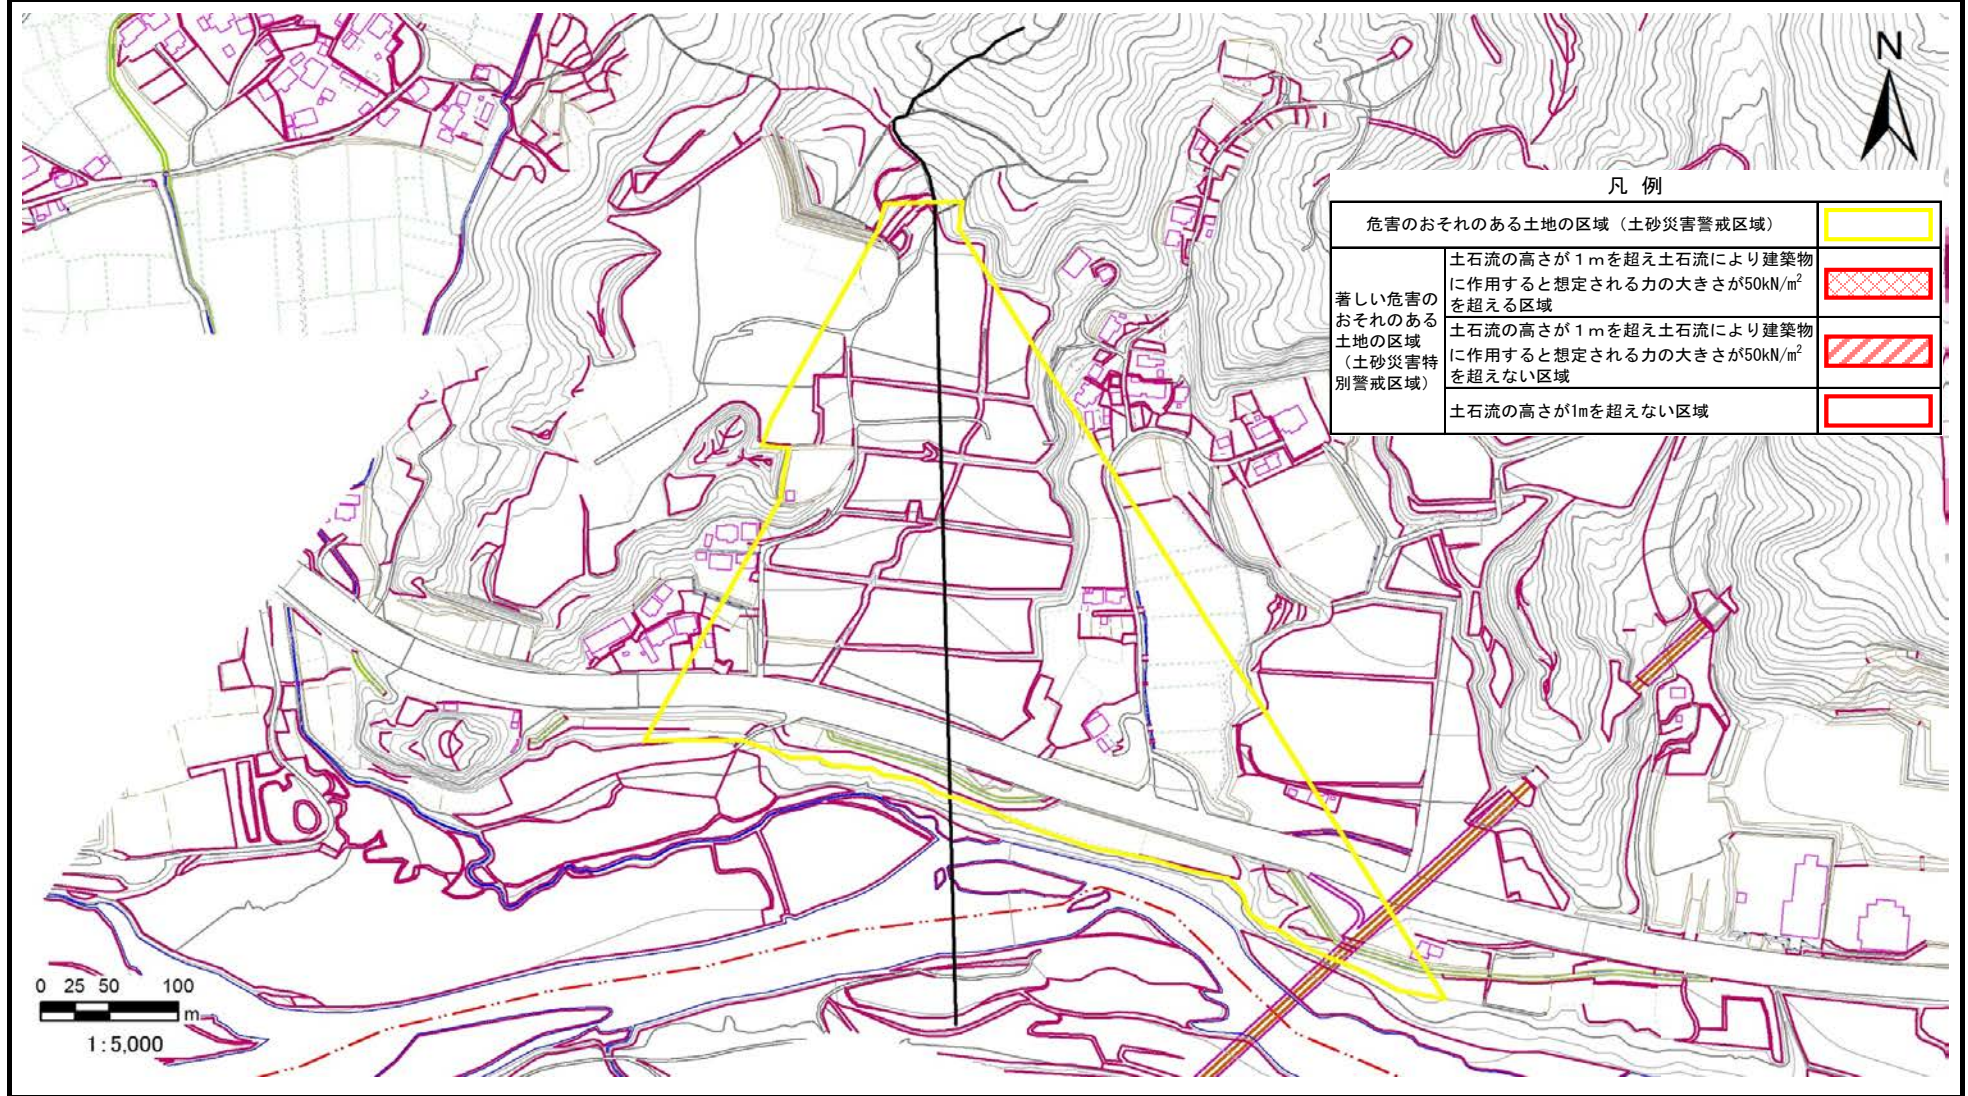 N
凡 例
危害のおそれのある土地の区域（土砂災害警戒区域）
著しい危害の
おそれのある
土地の区域
（土砂災害特
別警戒区域）
土石流の高さが１ｍを超え土石流により建築物
に作用すると想定される力の大きさが50kN/m²
を超える区域
土石流の高さが１ｍを超え土石流により建築物
に作用すると想定される力の大きさが50kN/m²
を超えない区域
土石流の高さが1mを超えない区域
0 25 50 100
m
1:5,000